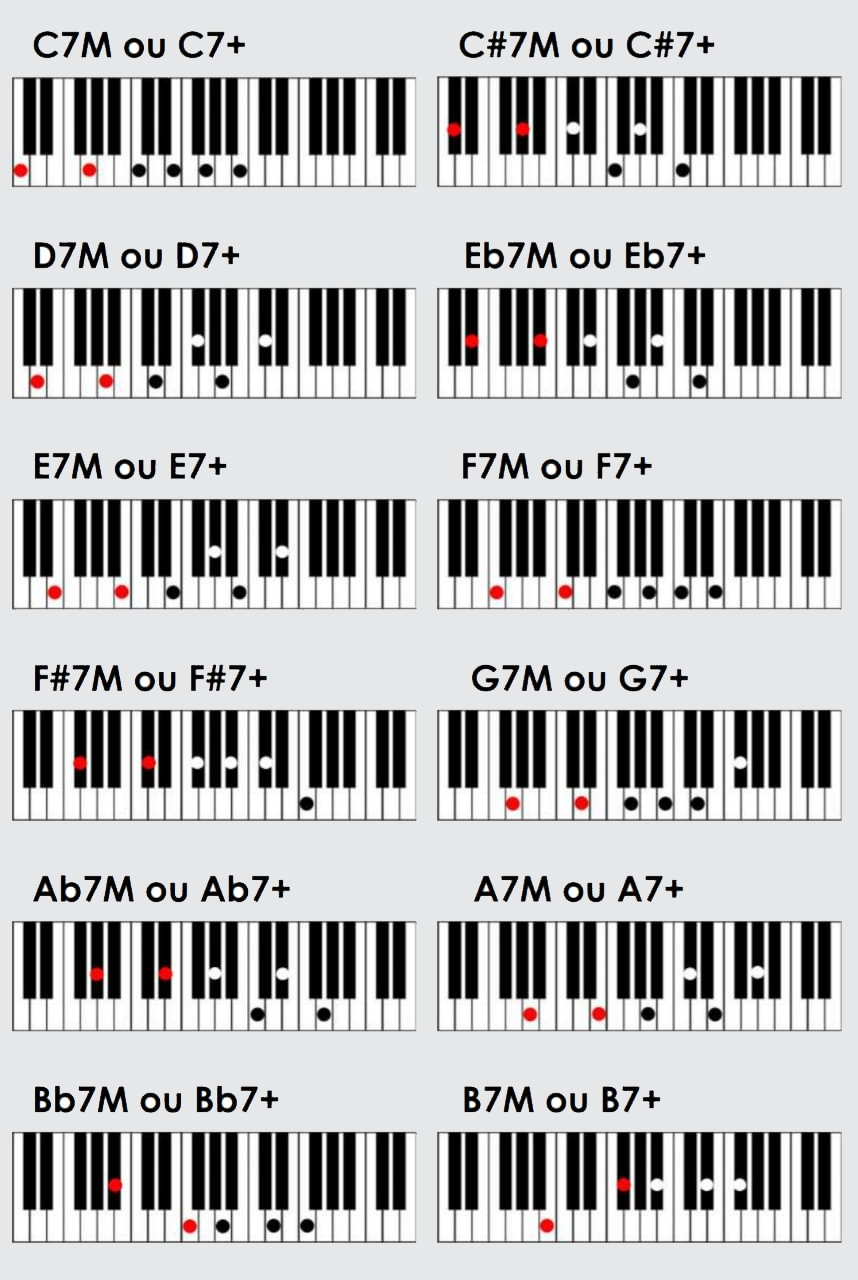 C7M ou C7+
C#7M ou C#7+
D7M ou D7+
Eb7M ou Eb7+
E7M ou E7+
F7M ou F7+
F#7M ou F#7+
G7M ou G7+
Ab7M ou Ab7+
A7M ou A7+
Bb7M ou Bb7+
B7M ou B7+